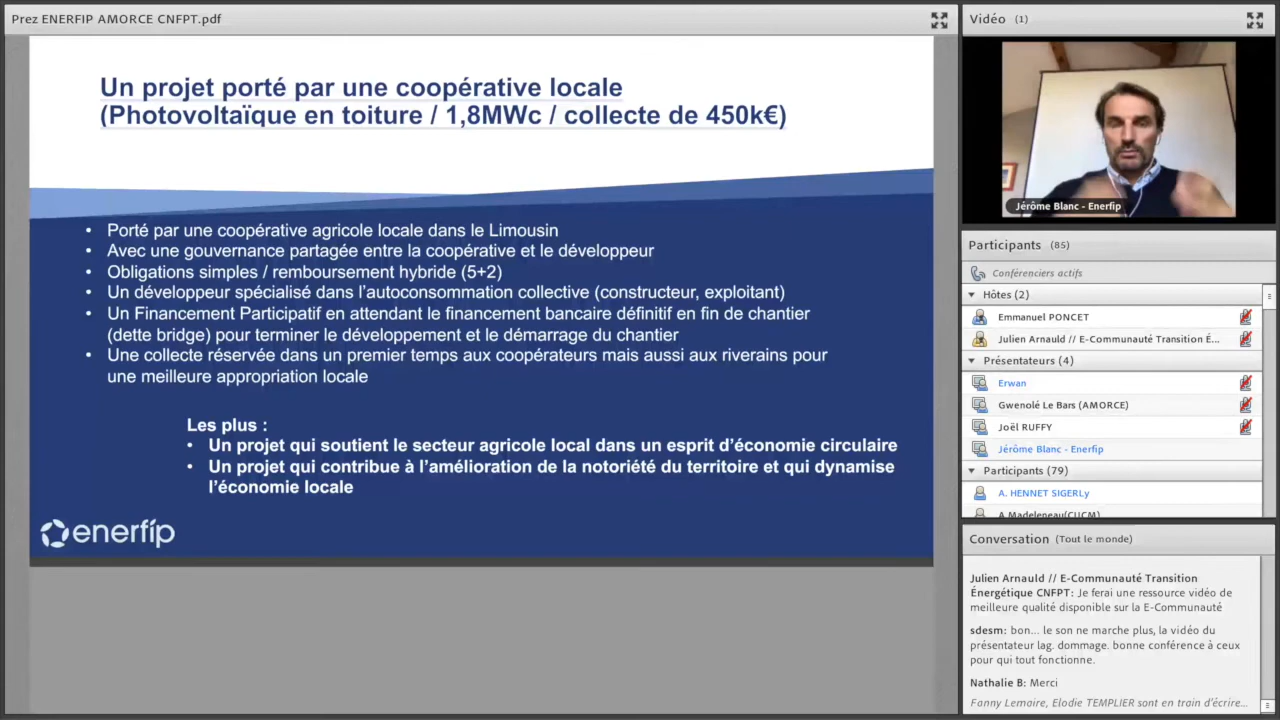 Prez ENERFIP AMORCE CNFPT.pdf
Un projet porté par une coopérative locale
(Photovoltaïque en toiture / 1,8MWc / collecte de 450k€)
• Porté par une coopérative agricole locale dans le Limousin
• Avec une gouvernance partagée entre la coopérative et le développeur
• Obligations simples / remboursement hybride (5+2)
• Un développeur spécialisé dans l'autoconsommation collective (constructeur, exploitant)
• Un Financement Participatif en attendant le financement bancaire définitif en fin de chantier
(dette bridge) pour terminer le développement et le démarrage du chantier
• Une collecte réservée dans un premier temps aux coopérateurs mais aussi aux riverains pour
une meilleure appropriation locale
Les plus :
• Un projet qui soutient le secteur agricole local dans un esprit d'économie circulaire
• Un projet qui contribue à l'amélioration de la notoriété du territoire et qui dynamise
l'économie locale
enerfip
Vidéo (1)
Jérôme Blanc - Enerfip
Participants (85)
Conférenciers actifs
Hôtes (2)
Emmanuel PONCET
Julien Arnauld // E-Communauté Transition É...
Présentateurs (4)
Erwan
Gwenolé Le Bars (AMORCE)
Joël RUFFY
Jérôme Blanc - Enerfip
Participants (79)
A. HENNET SIGERLy
A.Madeleneau(CUCM)
Conversation (Tout le monde)
Julien Arnauld // E-Communauté Transition
Énergétique CNFPT: Je ferai une ressource vidéo de
meilleure qualité disponible sur la E-Communauté
sdesm: bon... le son ne marche plus, la vidéo du
présentateur lag. dommage. bonne conférence à ceux
pour qui tout fonctionne.
Nathalie B: Merci
Fanny Lemaire, Elodie TEMPLIER sont en train d'écrire...